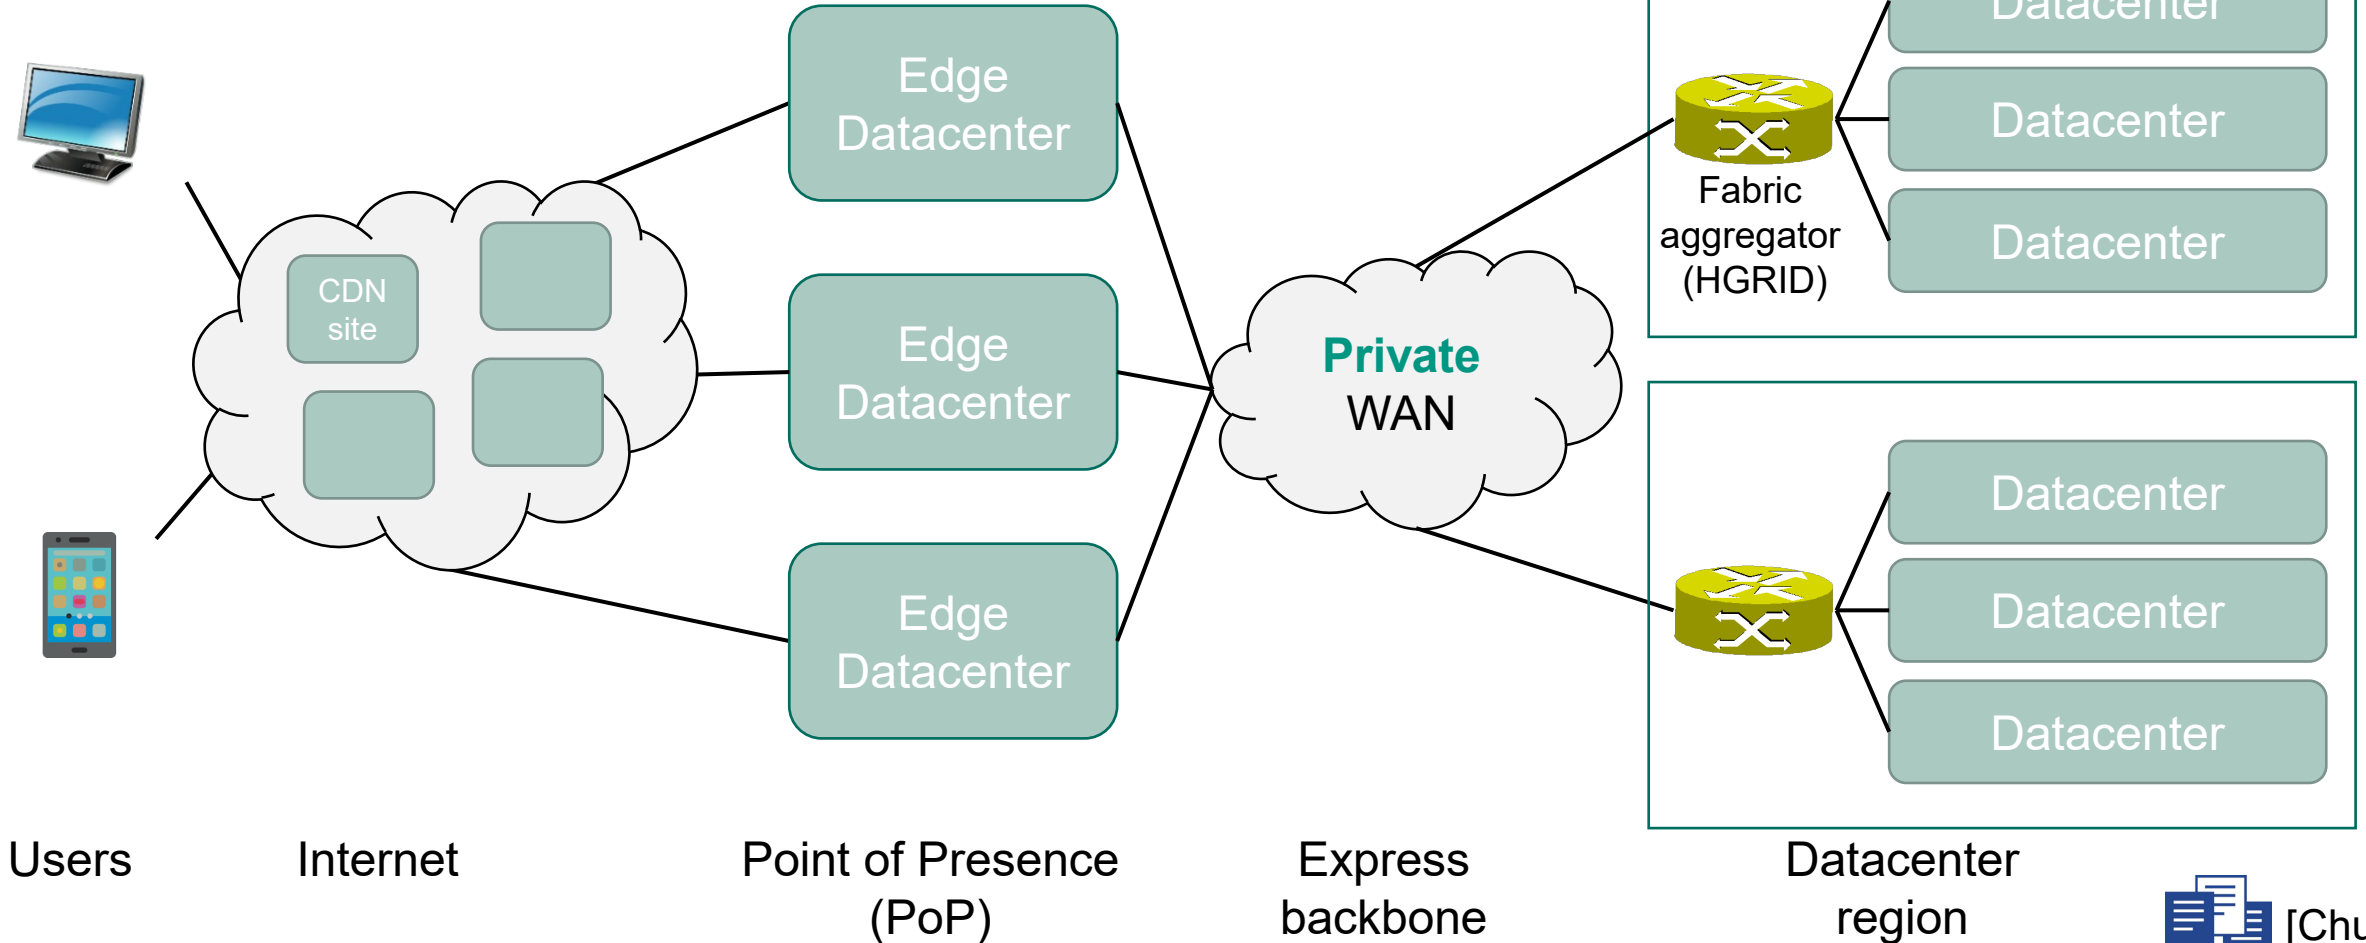 Datacenter
Edge
Datacenter
Datacenter
Fabric
aggregator
(HGRID)
Datacenter
CDN
site
Edge
Datacenter
Private
WAN
Datacenter
Edge
Datacenter
Datacenter
Datacenter
Users
Internet
Point of Presence
(PoP)
Express
backbone
Datacenter
region